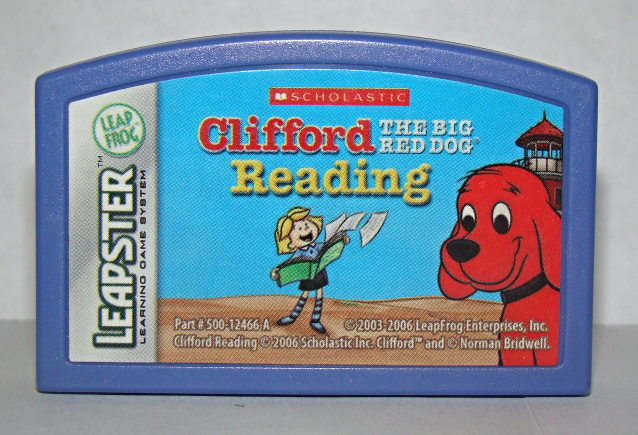 LEAP FROG
LEAPSTER™
LEARNING GAME SYSTEM
SCHOLASTIC
Clifford THE BIG RED DOG®
Reading
Part # 500-12466-A © 2003-2006 LeapFrog Enterprises, Inc.
Clifford Reading © 2006 Scholastic Inc. Clifford™ and © Norman Bridwell.